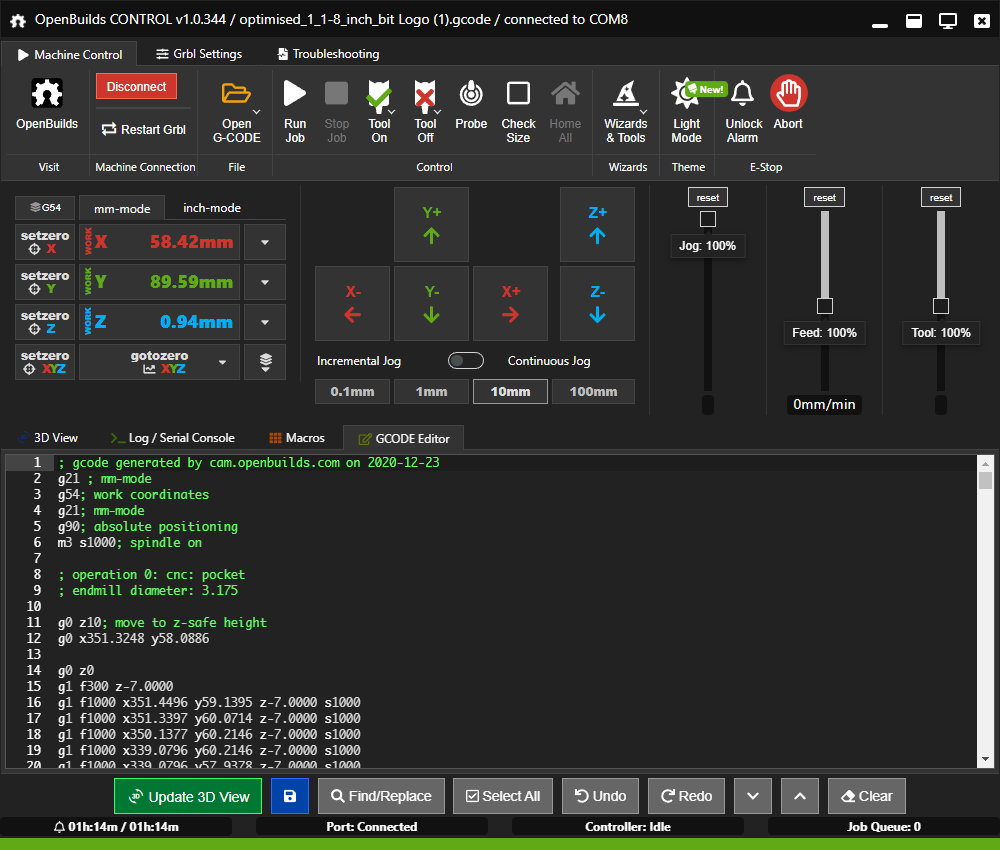 OpenBuilds CONTROL v1.0.344 / optimised_1_1-8_inch_bit Logo (1).gcode / connected to COM8
Machine Control Grbl Settings Troubleshooting
OpenBuilds
Visit
Disconnect
Restart Grbl
Machine Connection
Open
G-CODE
File
Run
Job
Stop
Job
Tool
On
Tool
Off
Probe
Check
Size
Home
All
Control
Wizards
& Tools
Wizards
New!
Light
Mode
Theme
Unlock
Alarm
Abort
E-Stop
G54 mm-mode inch-mode
setzero
X
WORK X 58.42mm
setzero
Y
WORK Y 89.59mm
setzero
Z
WORK Z 0.94mm
setzero
XYZ
gotozero
XYZ
Y+
Z+
X-
Y-
X+
Z-
Incremental Jog Continuous Jog
0.1mm 1mm 10mm 100mm
reset
Jog: 100%
reset
Feed: 100%
0mm/min
reset
Tool: 100%
3D View >_ Log / Serial Console Macros GCODE Editor
1 ; gcode generated by cam.openbuilds.com on 2020-12-23
2 g21 ; mm-mode
3 g54; work coordinates
4 g21; mm-mode
5 g90; absolute positioning
6 m3 s1000; spindle on
7
8 ; operation 0: cnc: pocket
9 ; endmill diameter: 3.175
10
11 g0 z10; move to z-safe height
12 g0 x351.3248 y58.0886
13
14 g0 z0
15 g1 f300 z-7.0000
16 g1 f1000 x351.4496 y59.1395 z-7.0000 s1000
17 g1 f1000 x351.3397 y60.0714 z-7.0000 s1000
18 g1 f1000 x350.1377 y60.2146 z-7.0000 s1000
19 g1 f1000 x339.0796 y60.2146 z-7.0000 s1000
20 g1 f1000 x339.0796 y57.9378 z-7.0000 s1000
3D Update 3D View Find/Replace Select All Undo Redo Clear
01h:14m / 01h:14m Port: Connected Controller: Idle Job Queue: 0